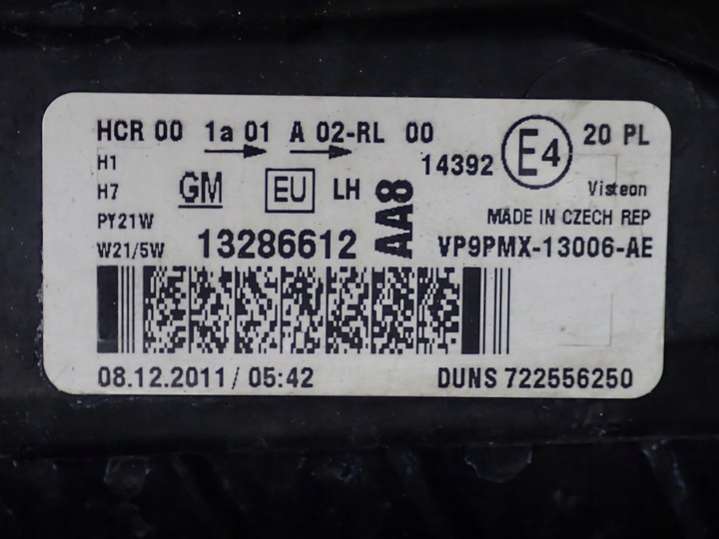 HCR 00 1a 01 A 02-RL 00
14392 E4 20 PL
H1
H7 GM EU LH AA8 Visteon
PY21W MADE IN CZECH REP
W21/5W 13286612 VP9PMX-13006-AE
08.12.2011 / 05:42 DUNS 722556250